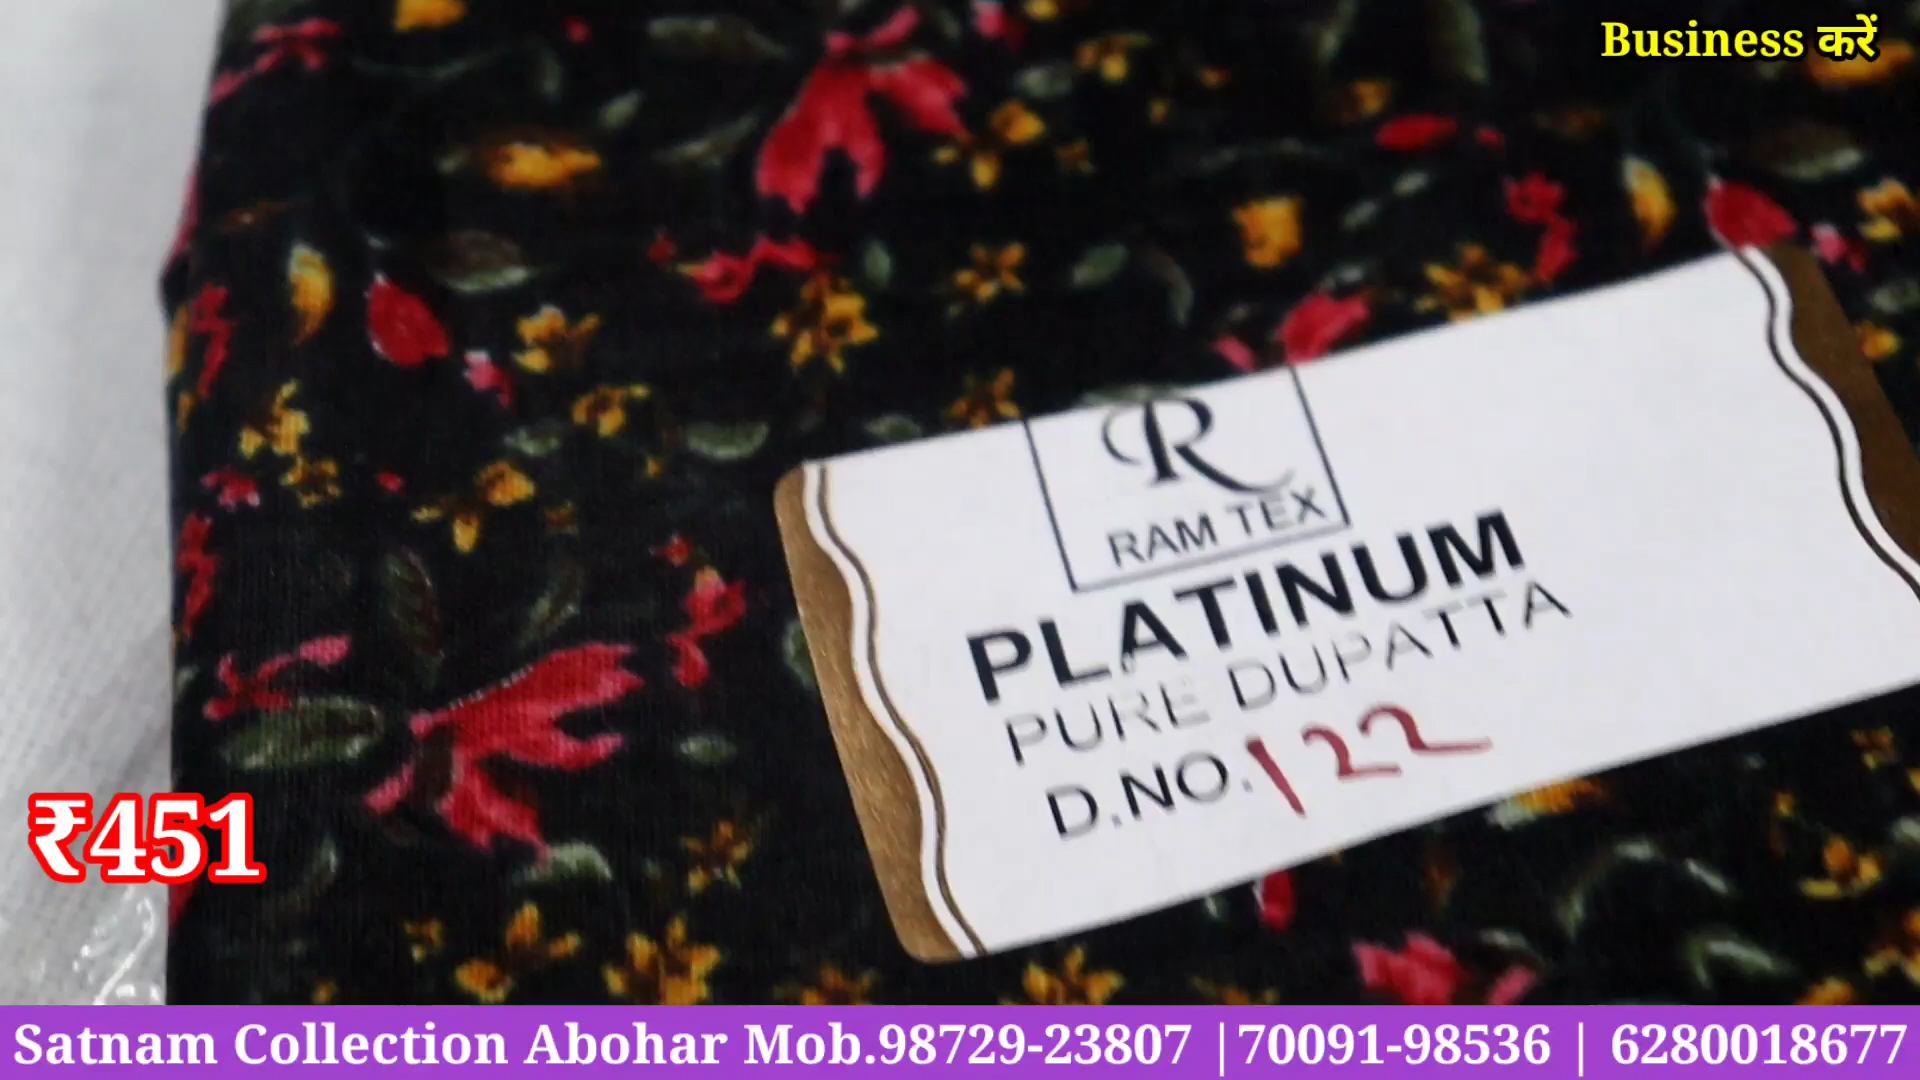 Business करें
R
RAM TEX
PLATINUM
PURE DUPATTA
D.NO. 122
₹451
Satnam Collection Abohar Mob.98729-23807 |70091-98536 | 6280018677